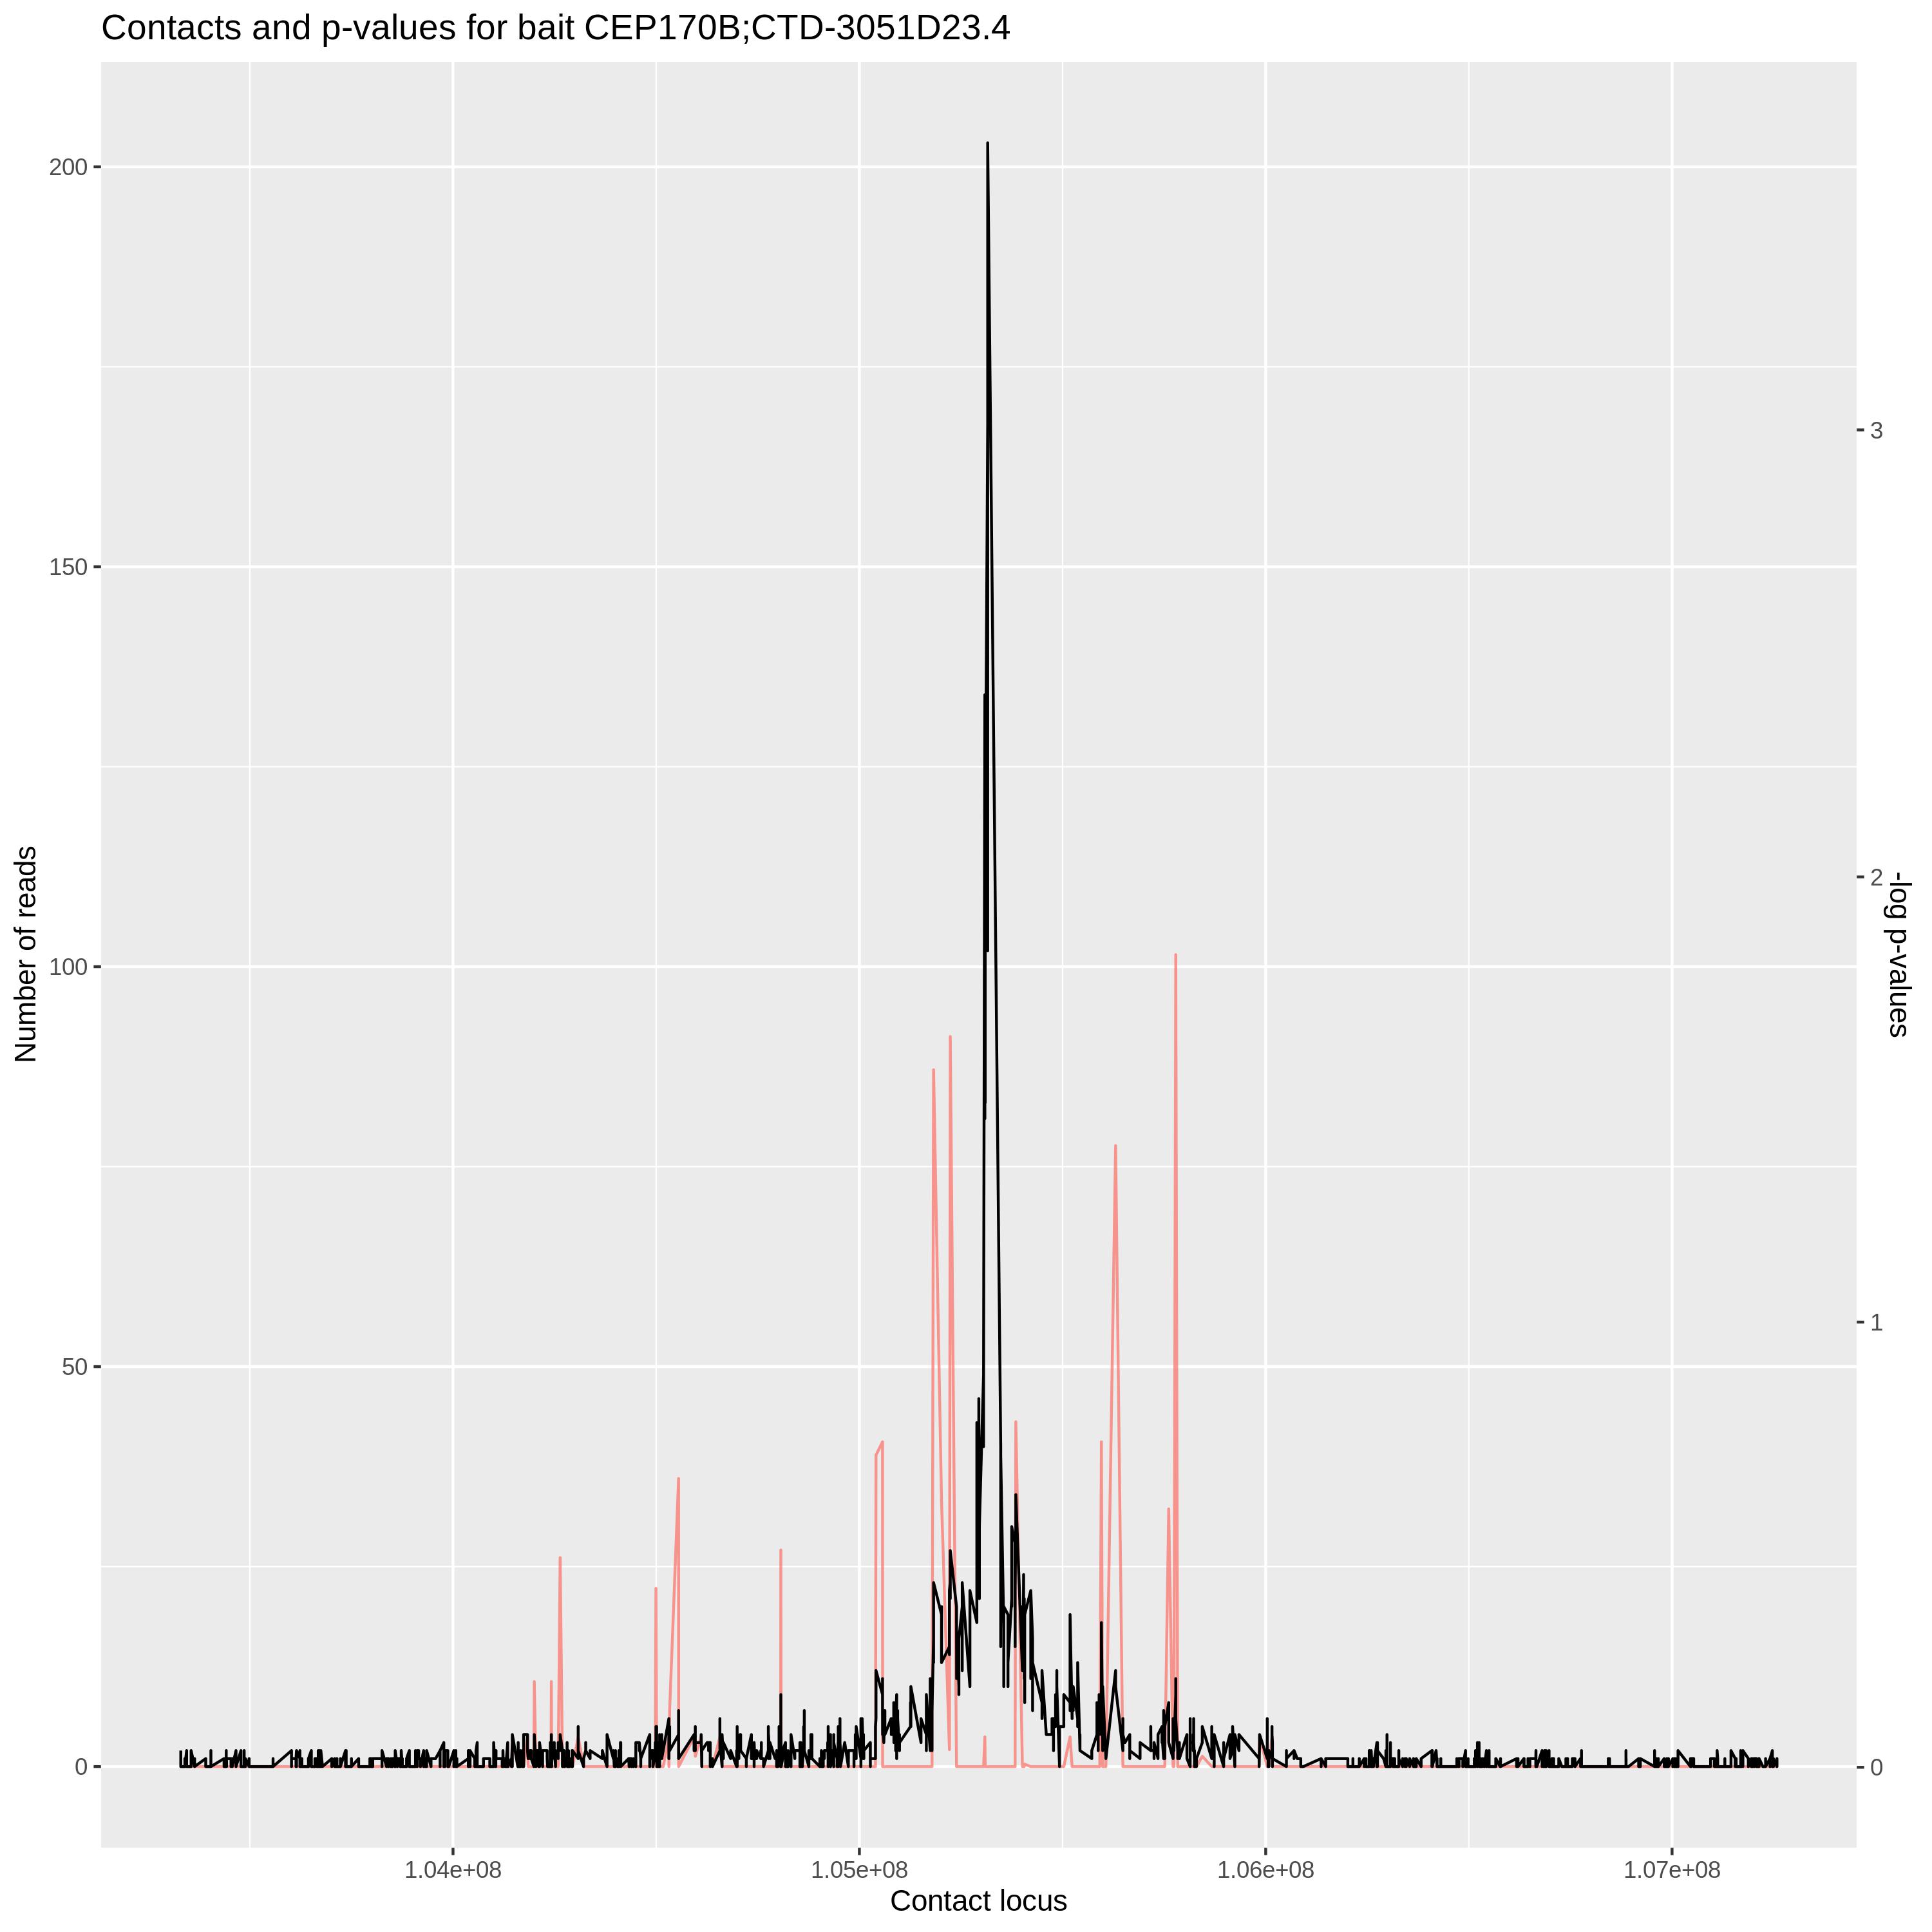 Contacts and p-values for bait CEP170B;CTD-3051D23.4
200
150
100
50
0
Number of reads
3
2
1
0
-log p-values
1.04e+08
1.05e+08
1.06e+08
1.07e+08
Contact locus